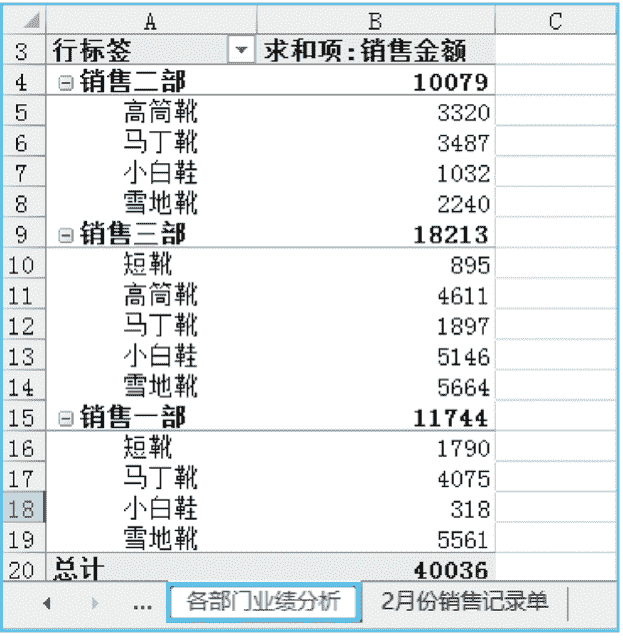 A B C
3 行标签 求和项:销售金额
4 销售二部 10079
5 高筒靴 3320
6 马丁靴 3487
7 小白鞋 1032
8 雪地靴 2240
9 销售三部 18213
10 短靴 895
11 高筒靴 4611
12 马丁靴 1897
13 小白鞋 5146
14 雪地靴 5664
15 销售一部 11744
16 短靴 1790
17 马丁靴 4075
18 小白鞋 318
19 雪地靴 5561
20 总计 40036
... 各部门业绩分析 2月份销售记录单